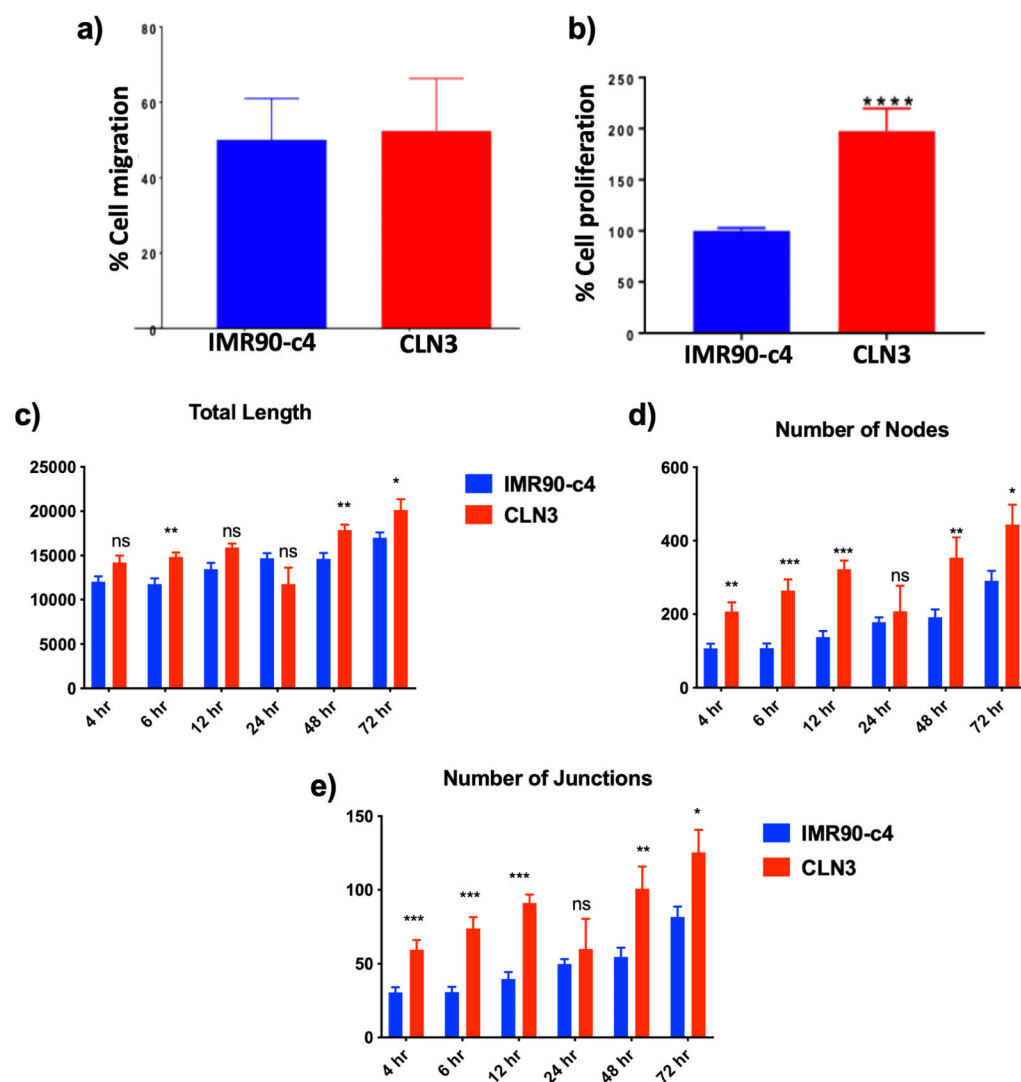 a)
80
60
40
20
0
% Cell migration
IMR90-c4 CLN3
b)
250
200
150
100
50
0
% Cell proliferation
****
IMR90-c4 CLN3
c)
Total Length
25000
20000
15000
10000
5000
0
ns ** ns ns ** *
4 hr 6 hr 12 hr 24 hr 48 hr 72 hr
IMR90-c4
CLN3
d)
Number of Nodes
600
400
200
0
** *** *** ns ** *
4 hr 6 hr 12 hr 24 hr 48 hr 72 hr
e)
Number of Junctions
150
100
50
0
*** *** *** ns ** *
4 hr 6 hr 12 hr 24 hr 48 hr 72 hr
IMR90-c4
CLN3